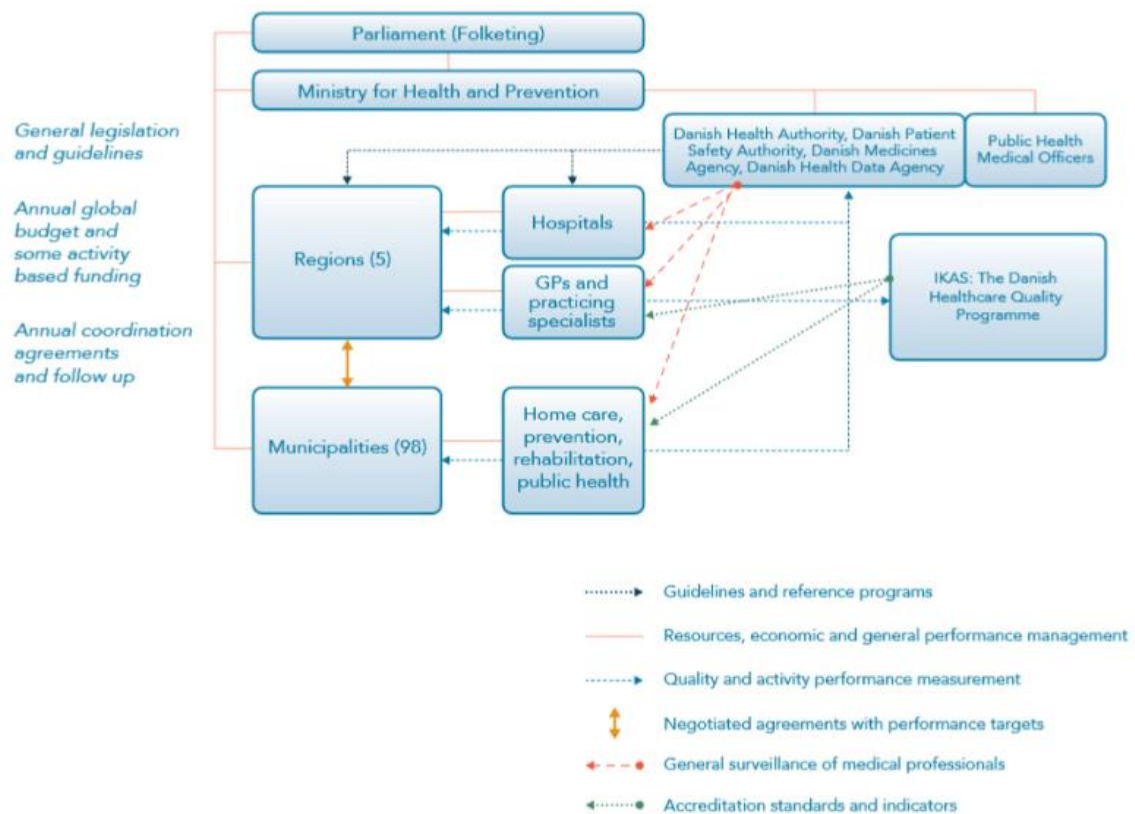 Parliament (Folketing)
Ministry for Health and Prevention
General legislation
and guidelines
Annual global
budget and
some activity
based funding
Annual coordination
agreements
and follow up
Danish Health Authority, Danish Patient
Safety Authority, Danish Medicines
Agency, Danish Health Data Agency
Public Health
Medical Officers
Regions (5)
Hospitals
GPs and
practicing
specialists
IKAS: The Danish
Healthcare Quality
Programme
Municipalities (98)
Home care,
prevention,
rehabilitation,
public health
Guidelines and reference programs
Resources, economic and general performance management
Quality and activity performance measurement
Negotiated agreements with performance targets
General surveillance of medical professionals
Accreditation standards and indicators